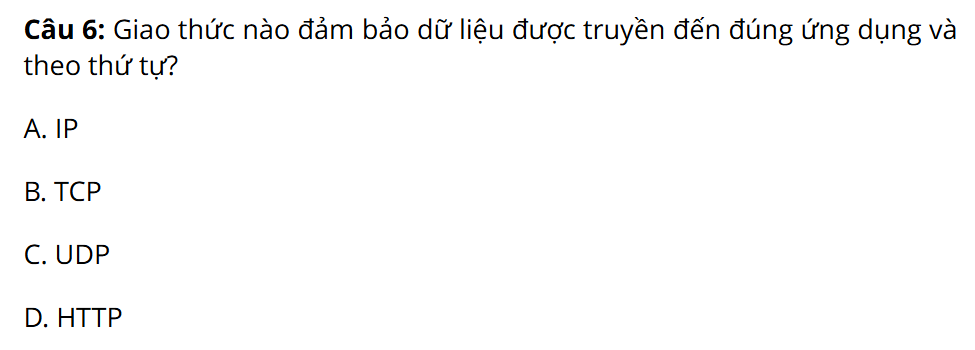 Câu 6: Giao thức nào đảm bảo dữ liệu được truyền đến đúng ứng dụng và
theo thứ tự?
A. IP
B. TCP
C. UDP
D. HTTP